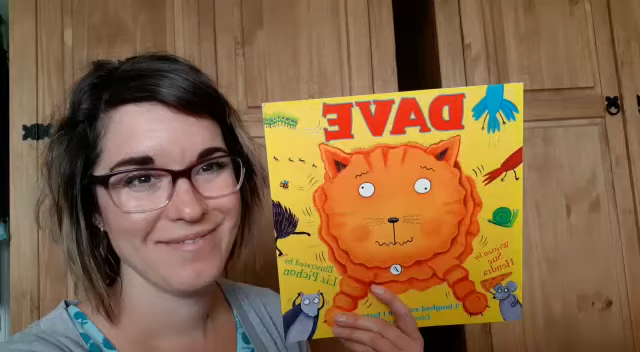 DAVE
Written by
Sue
Hendra
Illustrated by
Liz Pichon